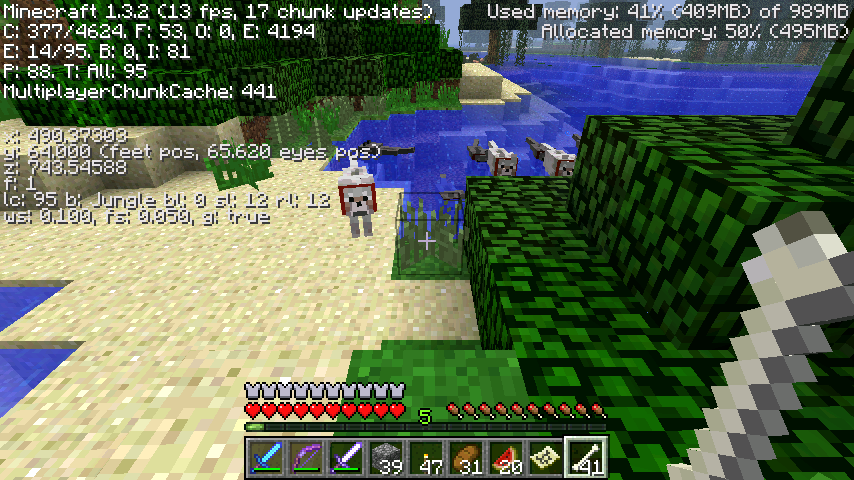 Minecraft 1.3.2 (13 fps, 17 chunk updates)
Used memory: 41% (409MB) of 989MB
C: 377/4624. F: 53, O: 0, E: 4194
Allocated memory: 50% (495MB)
E: 14/95. B: 0, I: 81
P: 88. T: All: 95
MultiplayerChunkCache: 441
x: 490.37303
y: 64.000 (feet pos, 65.620 eyes pos)
z: 743.54588
f: 1
lc: 95 b: Jungle bl: 0 sl: 12 rl: 12
ws: 0.100, fs: 0.050, g: true
5
39 47 31 20 41